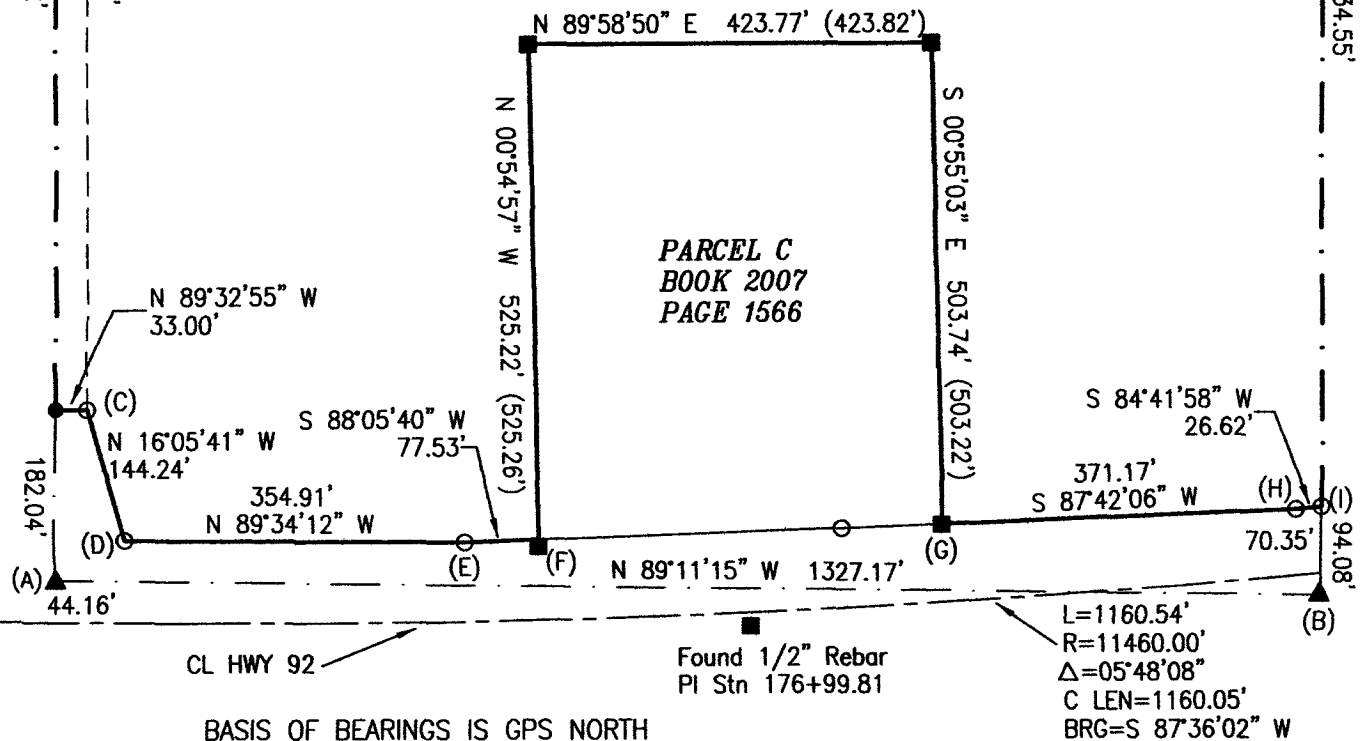 N 89°58'50" E 423.77' (423.82')
34.55'
N 00°54'57" W 525.22' (525.26')
S 00°55'03" E 503.74' (503.22')
PARCEL C
BOOK 2007
PAGE 1566
N 89°32'55" W
33.00'
(C)
N 16°05'41" W
144.24'
182.04'
S 88°05'40" W
77.53'
S 84°41'58" W
26.62'
354.91'
N 89°34'12" W
371.17'
S 87°42'06" W
(H)
(I)
(D)
(E)
(F)
(G)
70.35'
94.08'
(A)
N 89°11'15" W 1327.17'
44.16'
(B)
CL HWY 92
Found 1/2" Rebar
PI Stn 176+99.81
L=1160.54'
R=11460.00'
Δ=05°48'08"
C LEN=1160.05'
BRG=S 87°36'02" W
BASIS OF BEARINGS IS GPS NORTH